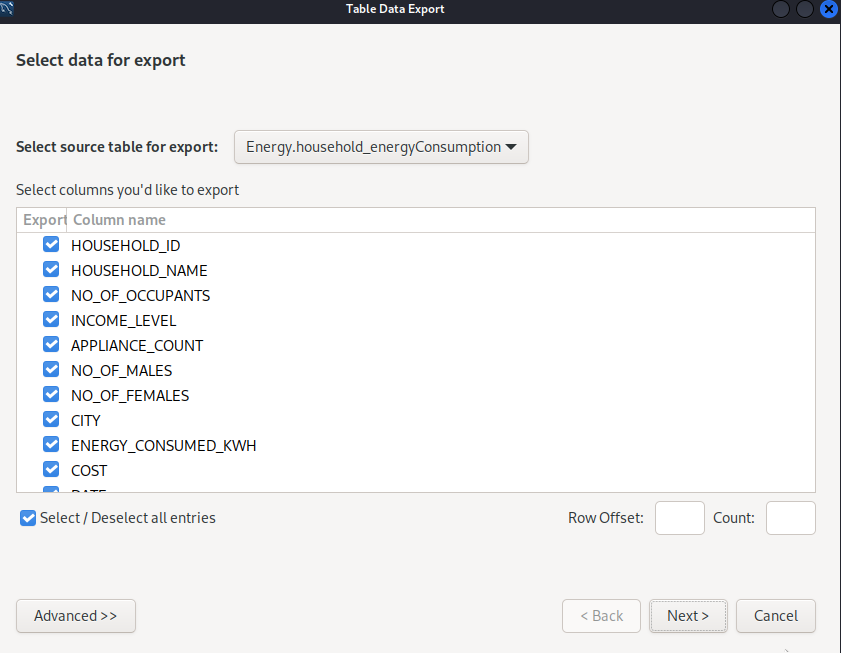 Table Data Export
Select data for export
Select source table for export: Energy.household_energyConsumption
Select columns you'd like to export
Export Column name
HOUSEHOLD_ID
HOUSEHOLD_NAME
NO_OF_OCCUPANTS
INCOME_LEVEL
APPLIANCE_COUNT
NO_OF_MALES
NO_OF_FEMALES
CITY
ENERGY_CONSUMED_KWH
COST
DATE
Select / Deselect all entries Row Offset: Count:
Advanced >> < Back Next > Cancel